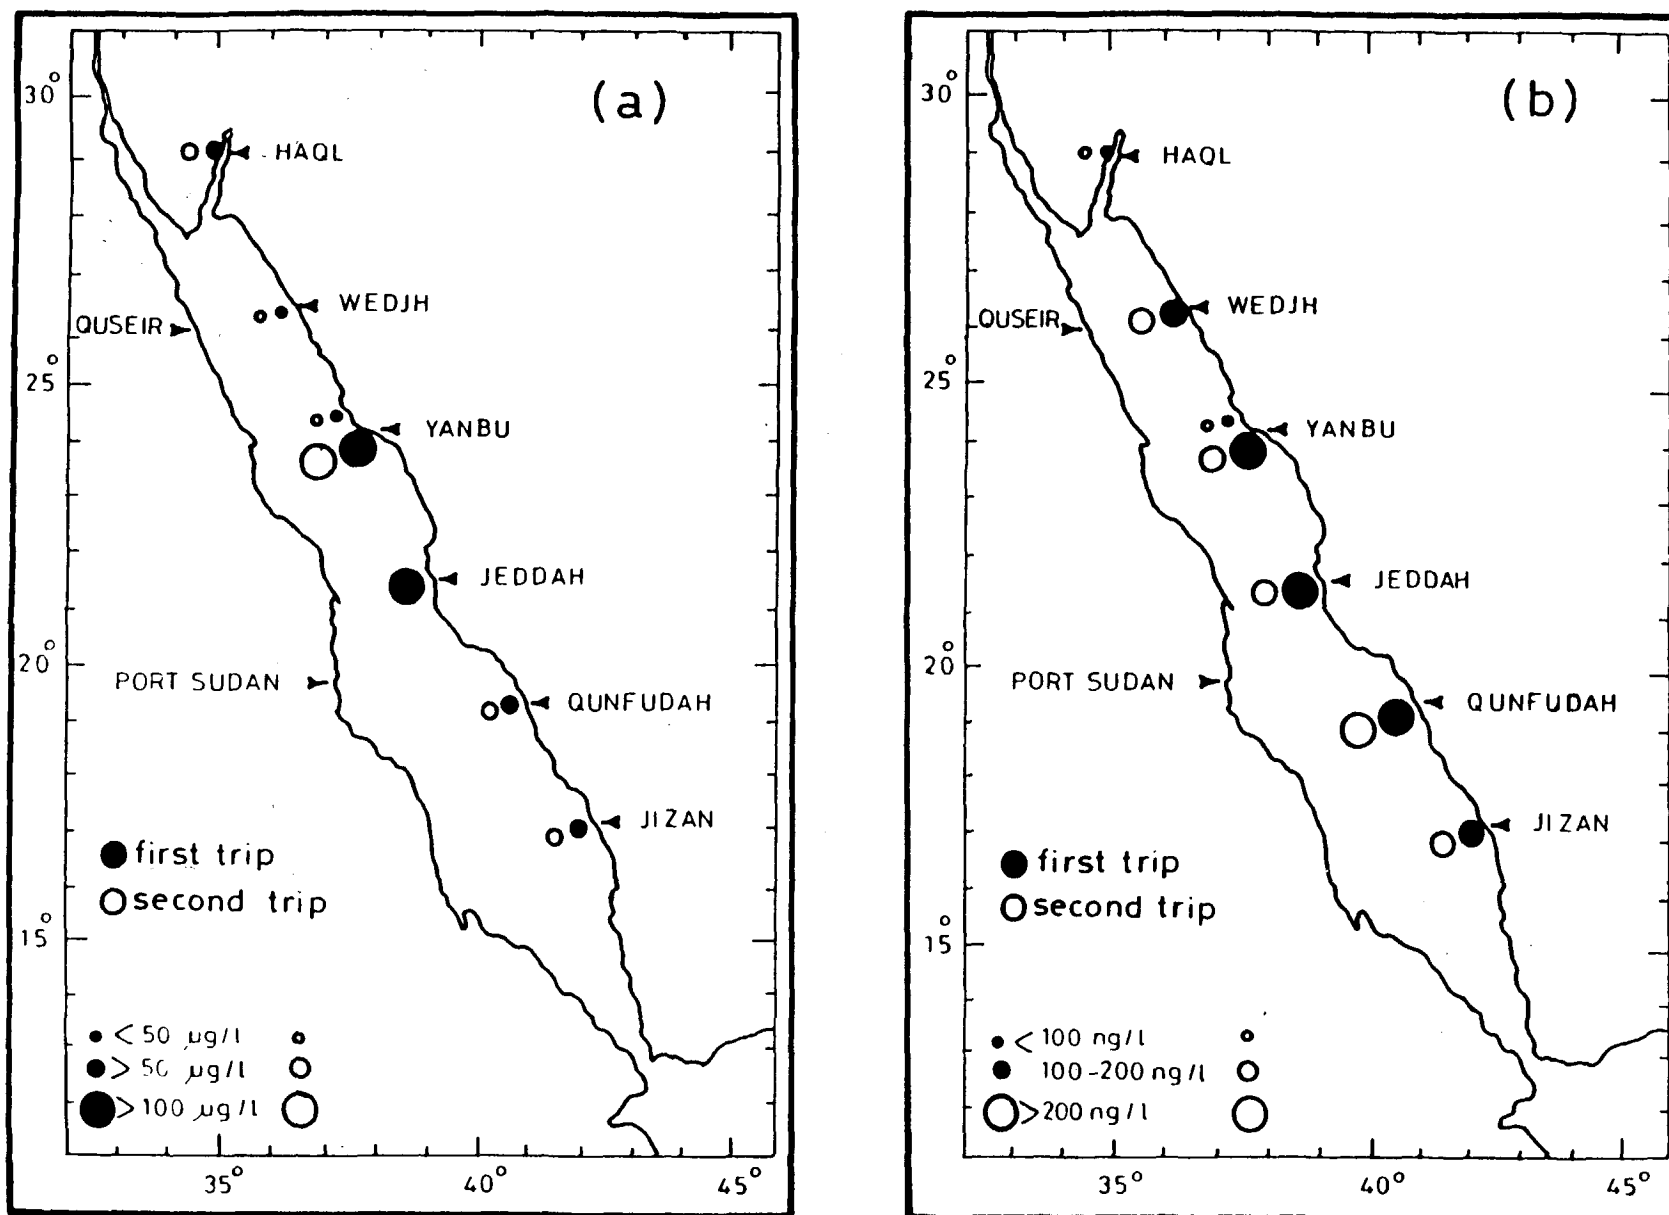 (a)
30°
HAQL
WEDJH
QUSEIR
25°
YANBU
JEDDAH
20°
PORT SUDAN
QUNFUDAH
JIZAN
first trip
second trip
15°
< 50 µg/l
> 50 µg/l
> 100 µg/l
35° 40° 45°
(b)
30°
HAQL
WEDJH
QUSEIR
25°
YANBU
JEDDAH
20°
PORT SUDAN
QUNFUDAH
JIZAN
first trip
second trip
15°
< 100 ng/l
100-200 ng/l
> 200 ng/l
35° 40° 45°